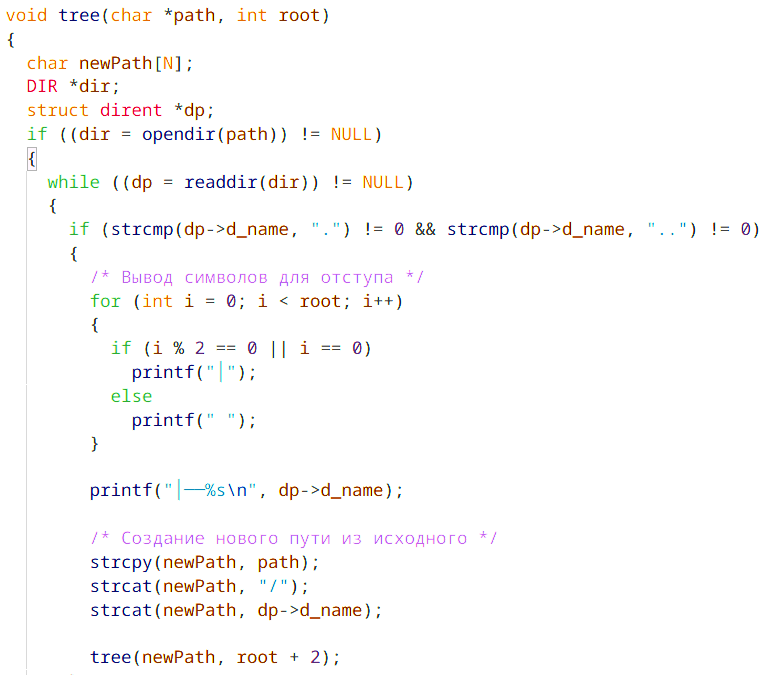 void tree(char *path, int root)
{
  char newPath[N];
  DIR *dir;
  struct dirent *dp;
  if ((dir = opendir(path)) != NULL)
  {
    while ((dp = readdir(dir)) != NULL)
    {
      if (strcmp(dp->d_name, ".") != 0 && strcmp(dp->d_name, "..") != 0)
      {
        /* Вывод символов для отступа */
        for (int i = 0; i < root; i++)
        {
          if (i % 2 == 0 || i == 0)
            printf("│");
          else
            printf(" ");
        }

        printf("│──%s\n", dp->d_name);

        /* Создание нового пути из исходного */
        strcpy(newPath, path);
        strcat(newPath, "/");
        strcat(newPath, dp->d_name);

        tree(newPath, root + 2);